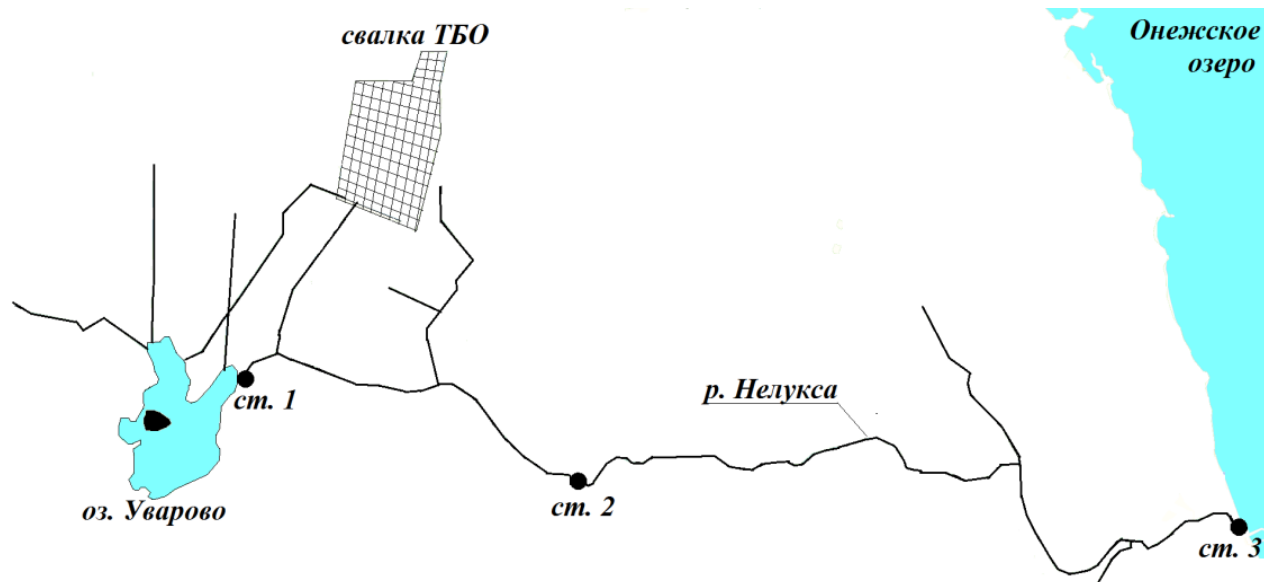 свалка ТБО
Онежское
озеро
ст. 1
р. Нелукса
оз. Уварово
ст. 2
ст. 3